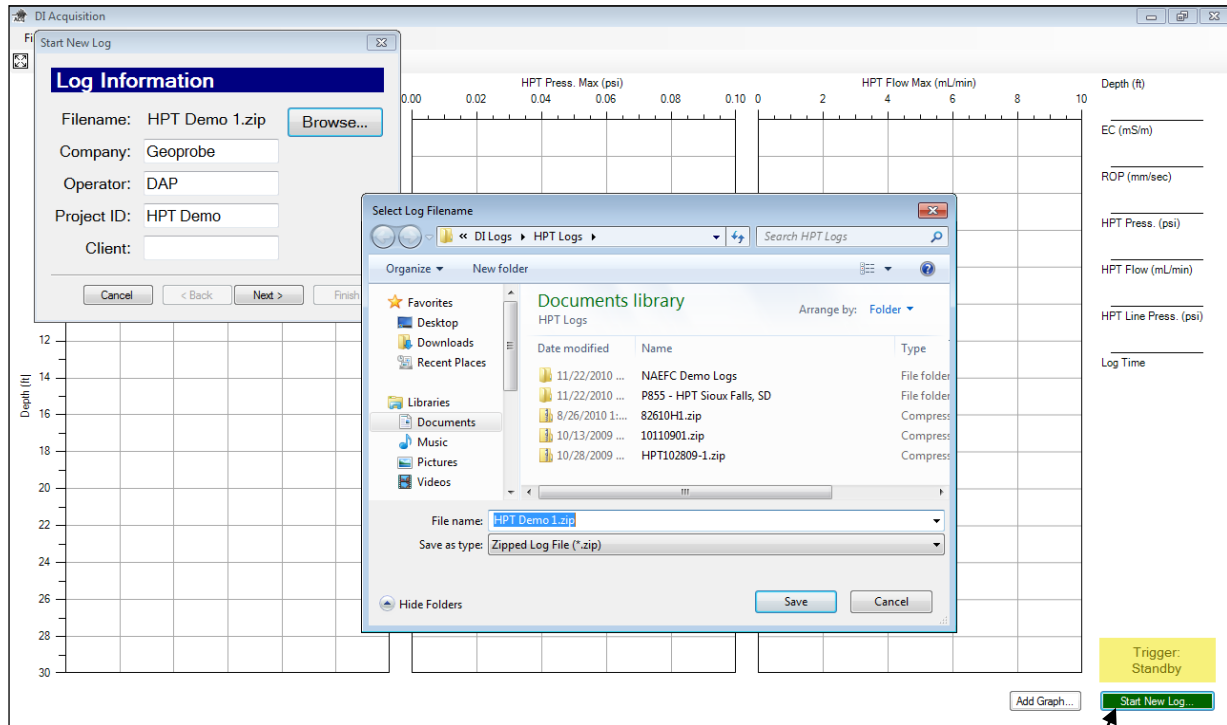 DI Acquisition
Fi
Start New Log
Log Information
Filename: HPT Demo 1.zip Browse...
Company: Geoprobe
Operator: DAP
Project ID: HPT Demo
Client:
Cancel < Back Next > Finish
HPT Press. Max (psi)
0.00 0.02 0.04 0.06 0.08 0.10
HPT Flow Max (mL/min)
0 2 4 6 8 10
Depth (ft)
EC (mS/m)
ROP (mm/sec)
HPT Press. (psi)
HPT Flow (mL/min)
HPT Line Press. (psi)
Log Time
Select Log Filename
« DI Logs HPT Logs Search HPT Logs
Organize New folder
Favorites
Desktop
Downloads
Recent Places
Libraries
Documents
Music
Pictures
Videos
Documents library
HPT Logs
Arrange by: Folder
Date modified Name Type
11/22/2010 ... NAEFC Demo Logs File folder
11/22/2010 ... P855 - HPT Sioux Falls, SD File folder
8/26/2010 1:... 82610H1.zip Compress
10/13/2009 ... 10110901.zip Compress
10/28/2009 ... HPT102809-1.zip Compress
File name: HPT Demo 1.zip
Save as type: Zipped Log File (*.zip)
Hide Folders Save Cancel
Depth (ft)
12
14
16
18
20
22
24
26
28
30
Trigger:
Standby
Add Graph... Start New Log...